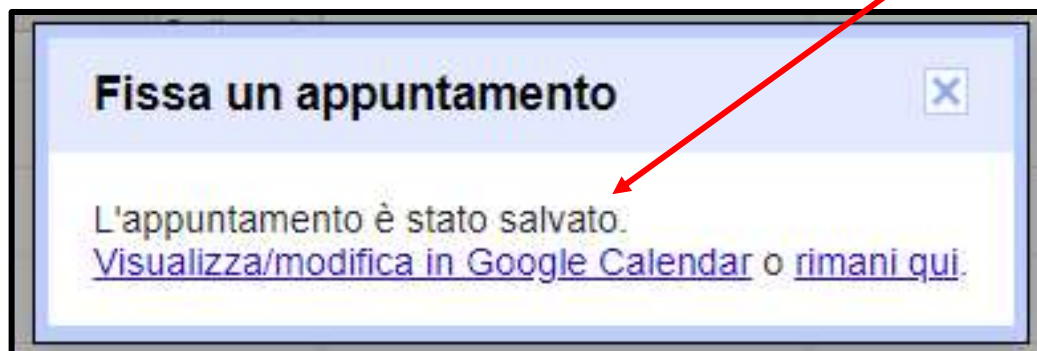 Fissa un appuntamento
L'appuntamento è stato salvato.
Visualizza/modifica in Google Calendar o rimani qui.